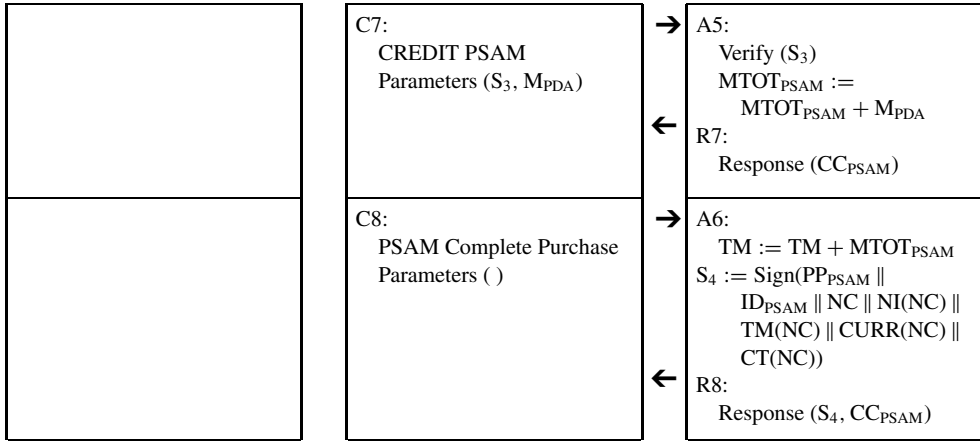 C7:
CREDIT PSAM
Parameters (S₃, M_PDA)
A5:
Verify (S₃)
MTOT_PSAM :=
MTOT_PSAM + M_PDA
R7:
Response (CC_PSAM)
C8:
PSAM Complete Purchase
Parameters ( )
A6:
TM := TM + MTOT_PSAM
S₄ := Sign(PP_PSAM ||
ID_PSAM || NC || NI(NC) ||
TM(NC) || CURR(NC) ||
CT(NC))
R8:
Response (S₄, CC_PSAM)